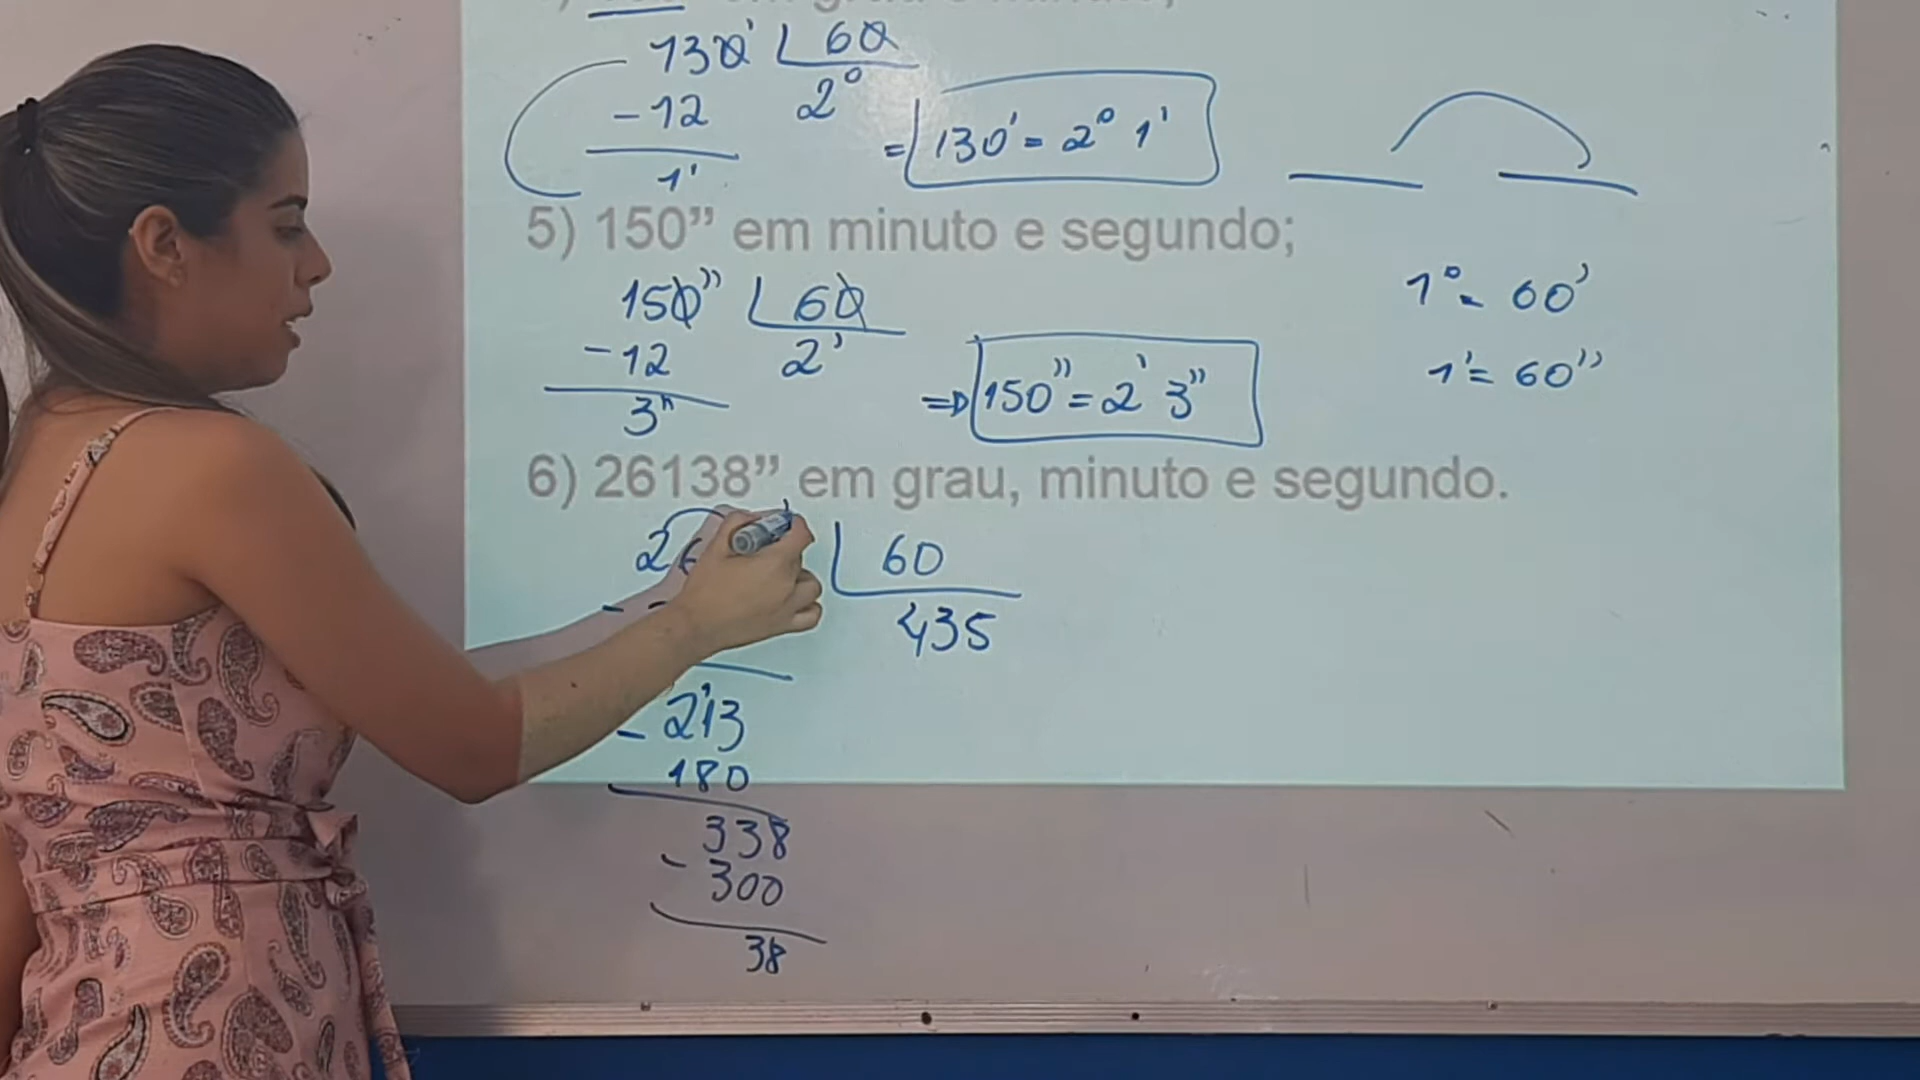 130' 60
- 12 2°
1'
= 130' = 2° 1'
5) 150” em minuto e segundo;
150" 60
- 12 2'
3"
=> 150" = 2' 3"
1° = 60'
1' = 60"
6) 26138” em grau, minuto e segundo.
26 60
- 435
- 213
180
338
- 300
38